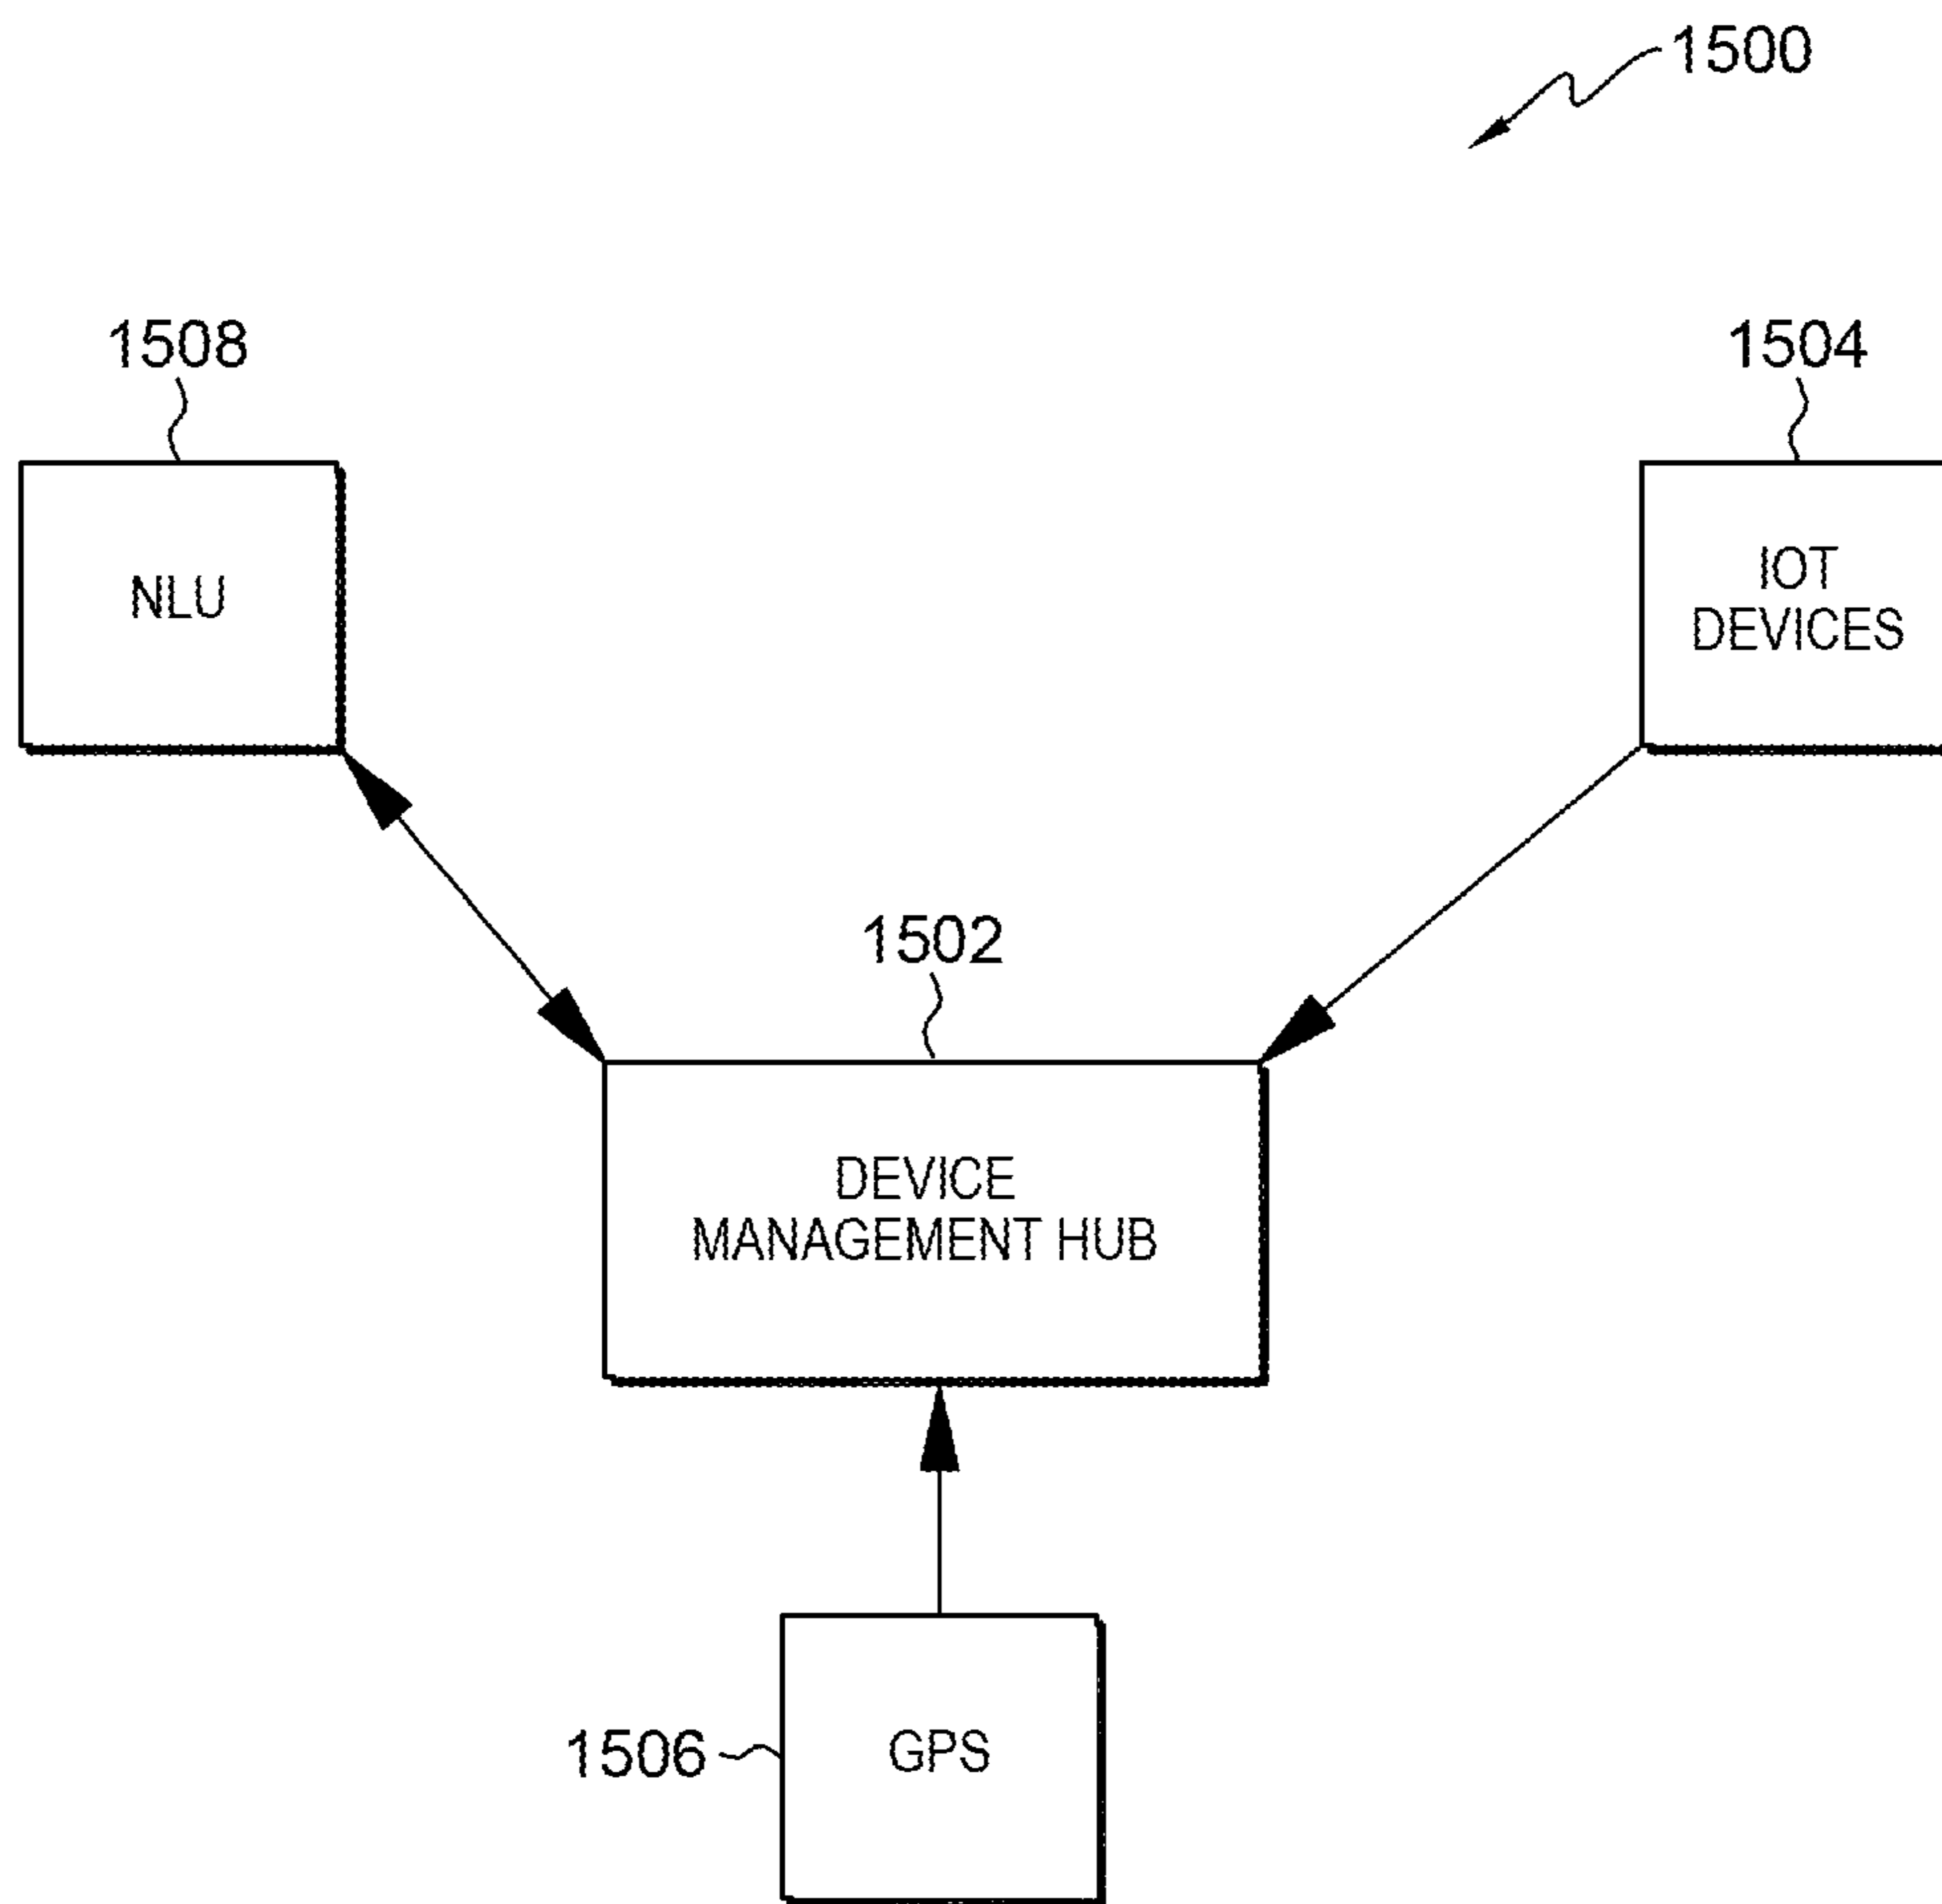 1500
1508
1504
NLU
IOT
DEVICES
1502
DEVICE
MANAGEMENT HUB
1506
GPS